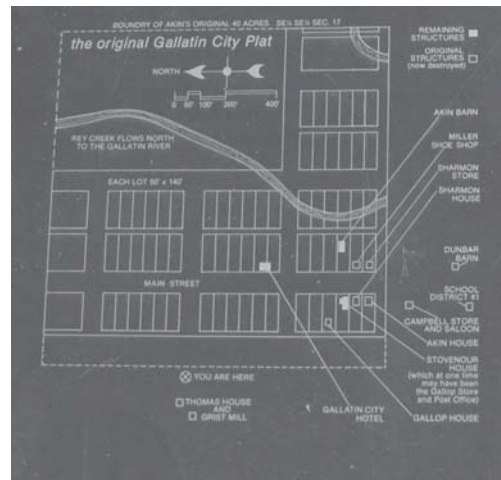 BOUNDRY OF AKIN'S ORIGINAL 40 ACRES SE¼ SE¼ SEC. 17
the original Gallatin City Plat
NORTH
0 50' 100' 200' 400'
REY CREEK FLOWS NORTH
TO THE GALLATIN RIVER
EACH LOT 50' x 140'
MAIN STREET
REMAINING
STRUCTURES
ORIGINAL
STRUCTURES
(now destroyed)
AKIN BARN
MILLER
SHOE SHOP
SHARMON
STORE
SHARMON
HOUSE
DUNBAR
BARN
SCHOOL
DISTRICT #1
CAMPBELL STORE
AND SALOON
AKIN HOUSE
STOVENOUR
HOUSE
(which at one time
may have been
the Gallop Store
and Post Office)
GALLOP HOUSE
GALLATIN CITY
HOTEL
YOU ARE HERE
THOMAS HOUSE
AND
GRIST MILL